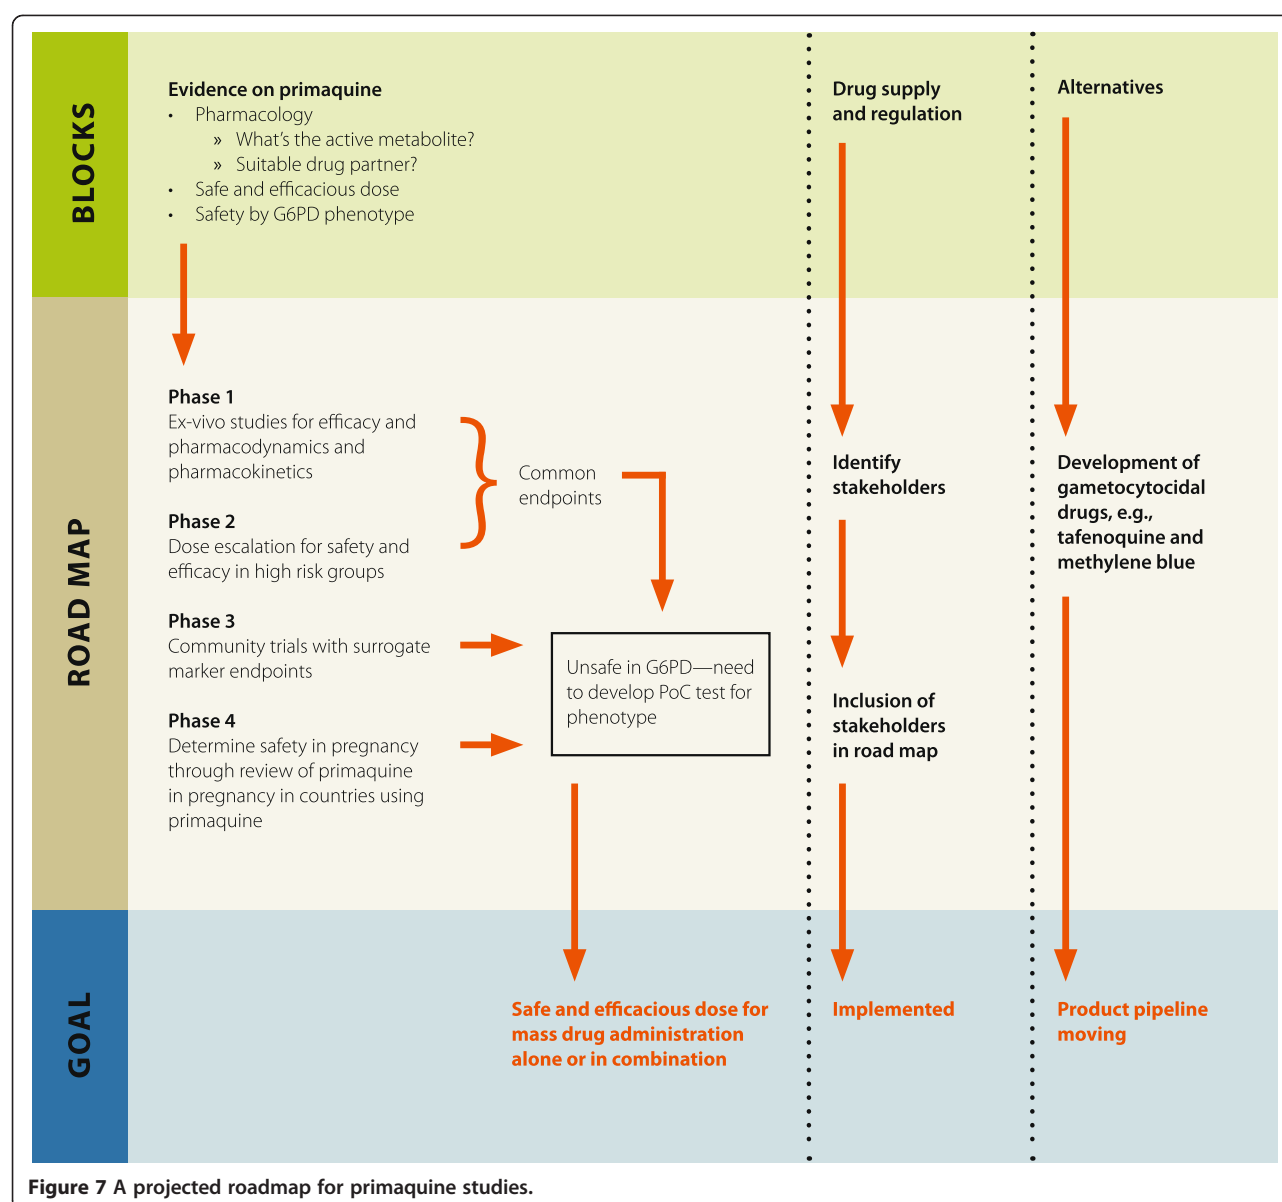 BLOCKS
Evidence on primaquine
• Pharmacology
» What's the active metabolite?
» Suitable drug partner?
• Safe and efficacious dose
• Safety by G6PD phenotype
Drug supply
and regulation
Alternatives
ROAD MAP
Phase 1
Ex-vivo studies for efficacy and
pharmacodynamics and
pharmacokinetics
Phase 2
Dose escalation for safety and
efficacy in high risk groups
Common
endpoints
Phase 3
Community trials with surrogate
marker endpoints
Phase 4
Determine safety in pregnancy
through review of primaquine
in pregnancy in countries using
primaquine
Unsafe in G6PD—need
to develop PoC test for
phenotype
Identify
stakeholders
Inclusion of
stakeholders
in road map
Development of
gametocytocidal
drugs, e.g.,
tafenoquine and
methylene blue
GOAL
Safe and efficacious dose for
mass drug administration
alone or in combination
Implemented
Product pipeline
moving
Figure 7 A projected roadmap for primaquine studies.